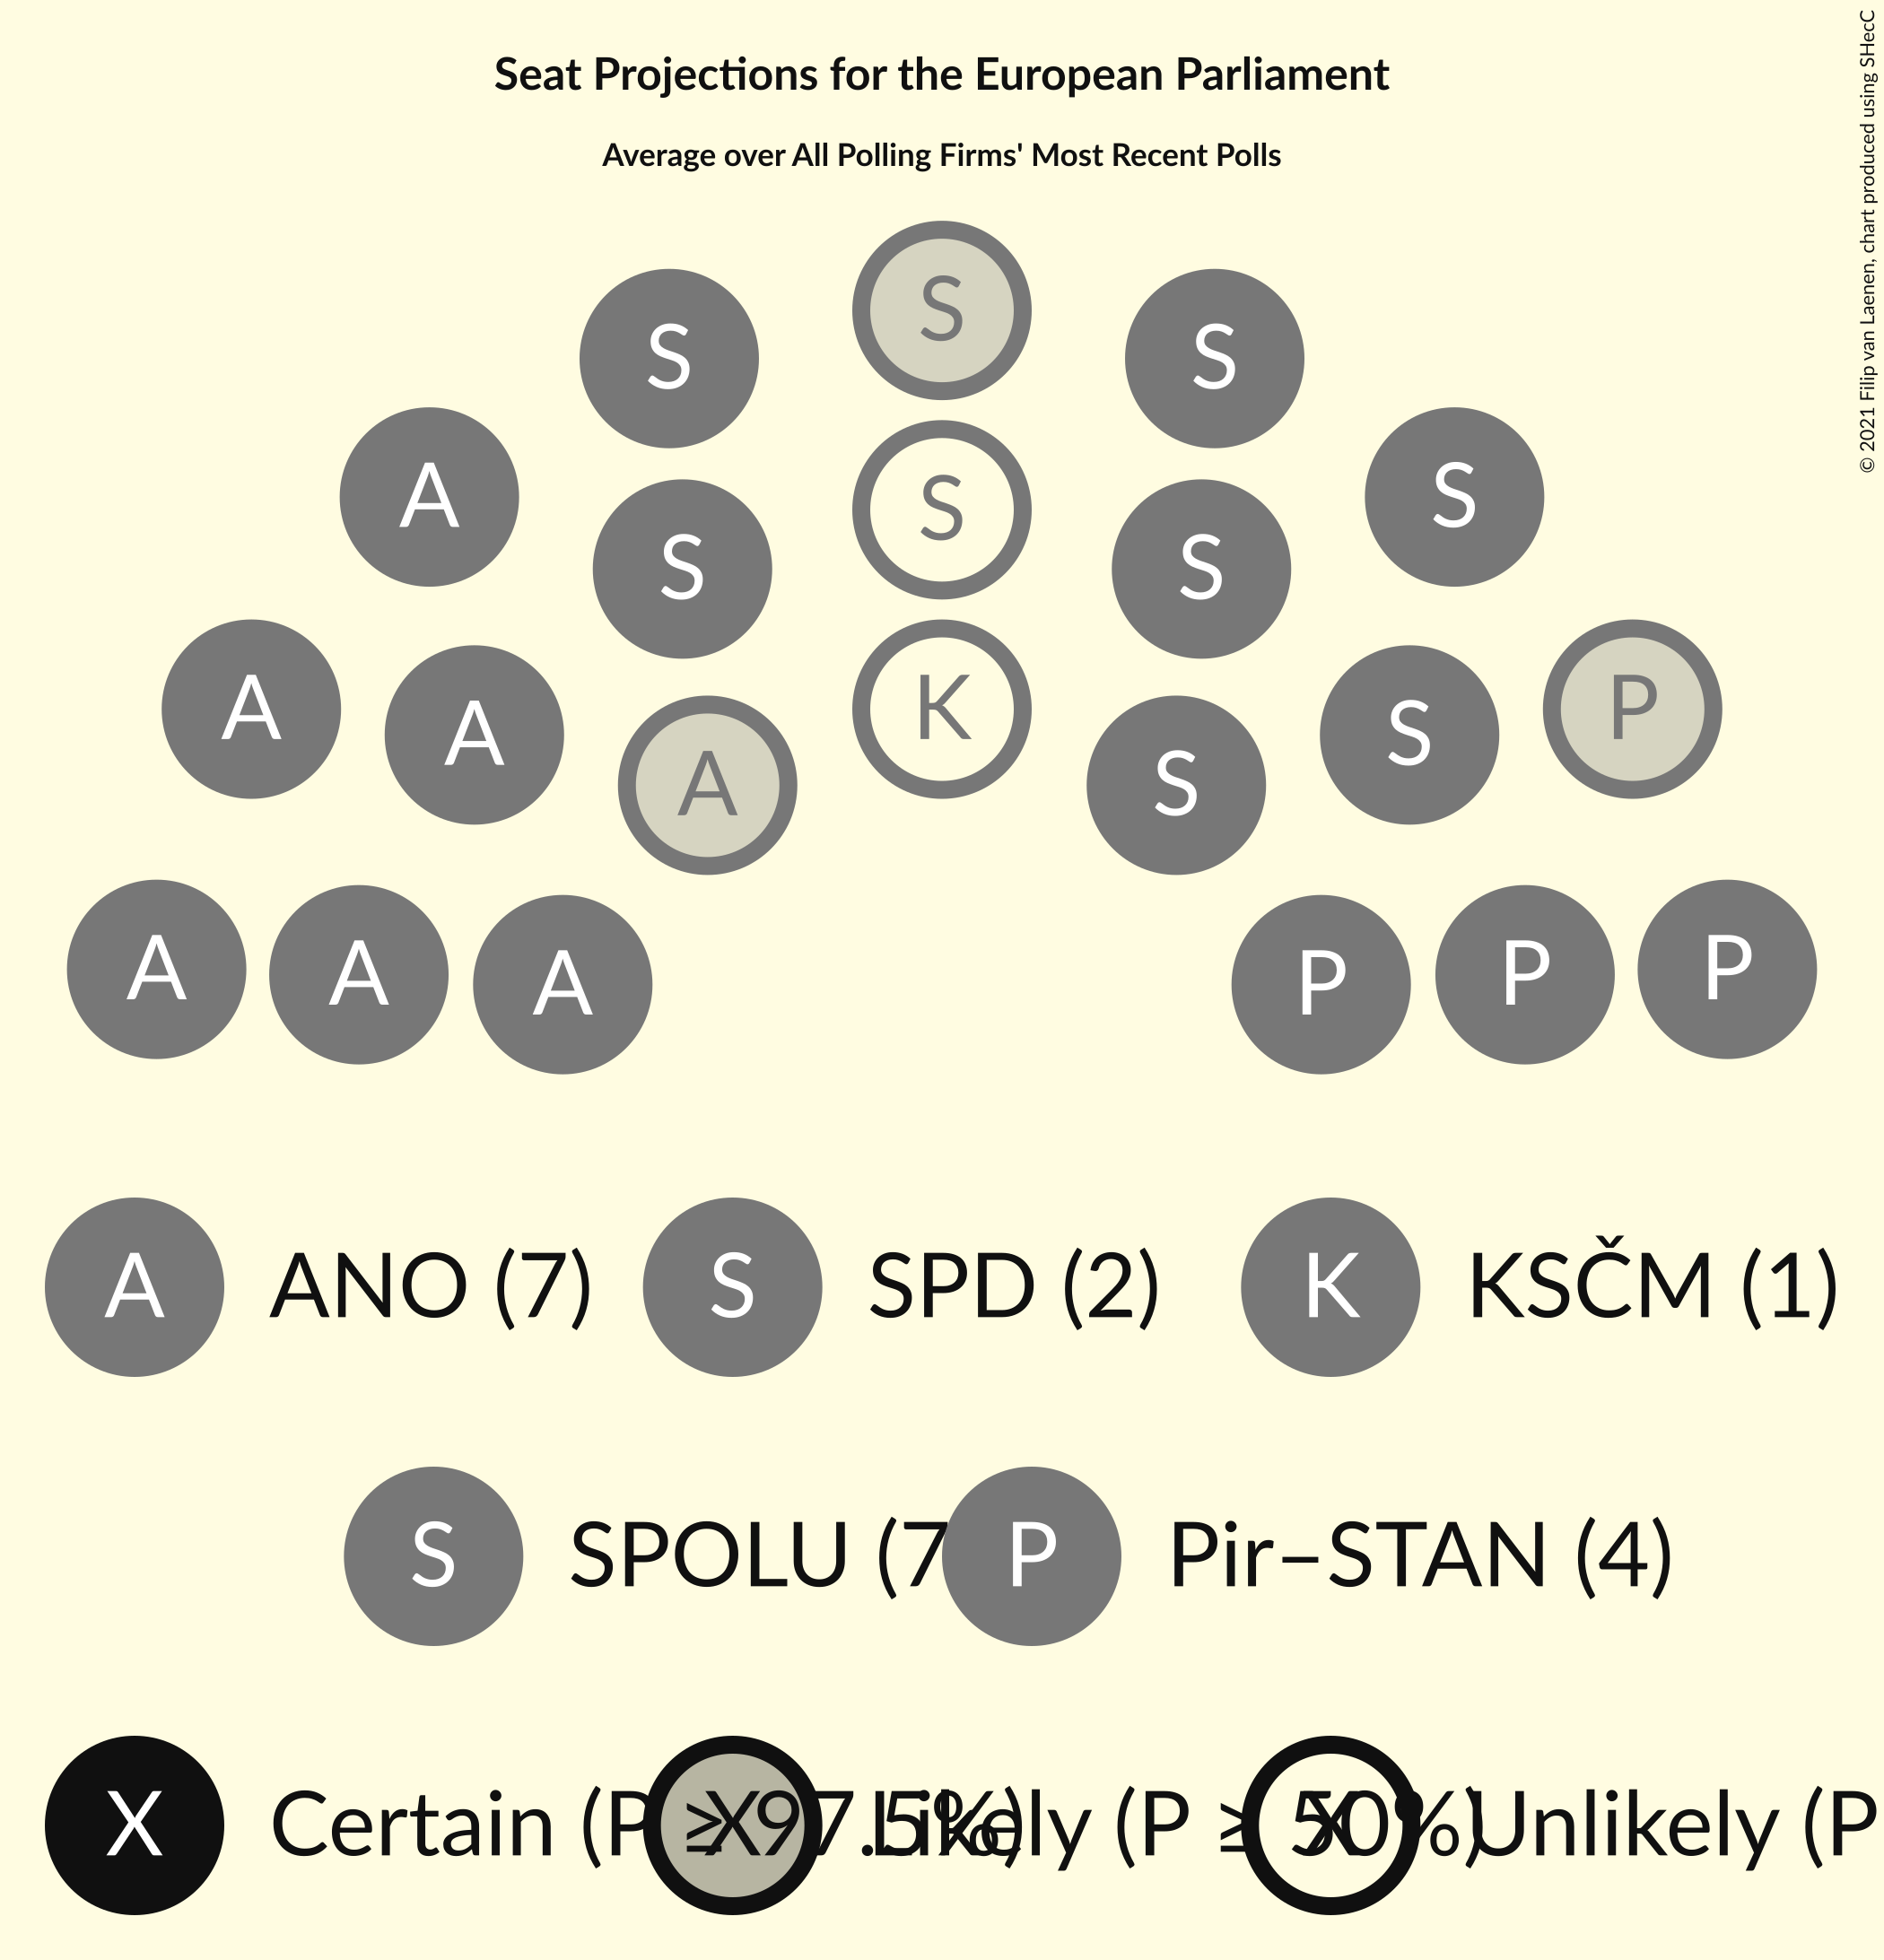 Seat Projections for the European Parliament
Average over All Polling Firms' Most Recent Polls
© 2021 Filip van Laenen, chart produced using SHecC
S
S S
A S S
S S
A K P
A S
A S
A P
A P
A P
A ANO (7) S SPD (2) K KSČM (1)
S SPOLU (7 P Pir–STAN (4)
X Certain (P ≥ 97.5%) X Likely (P ≥ 50%) X Unlikely (P